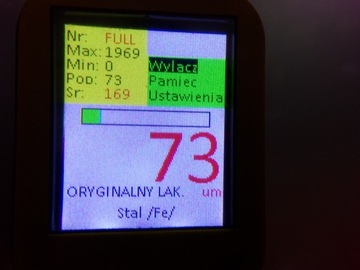 Nr: FULL
Max: 1969
Min: 0
Pop: 73
Sr: 169
Wylacz
Pamiec
Ustawienia
73
um
ORYGINALNY LAK.
Stal /Fe/